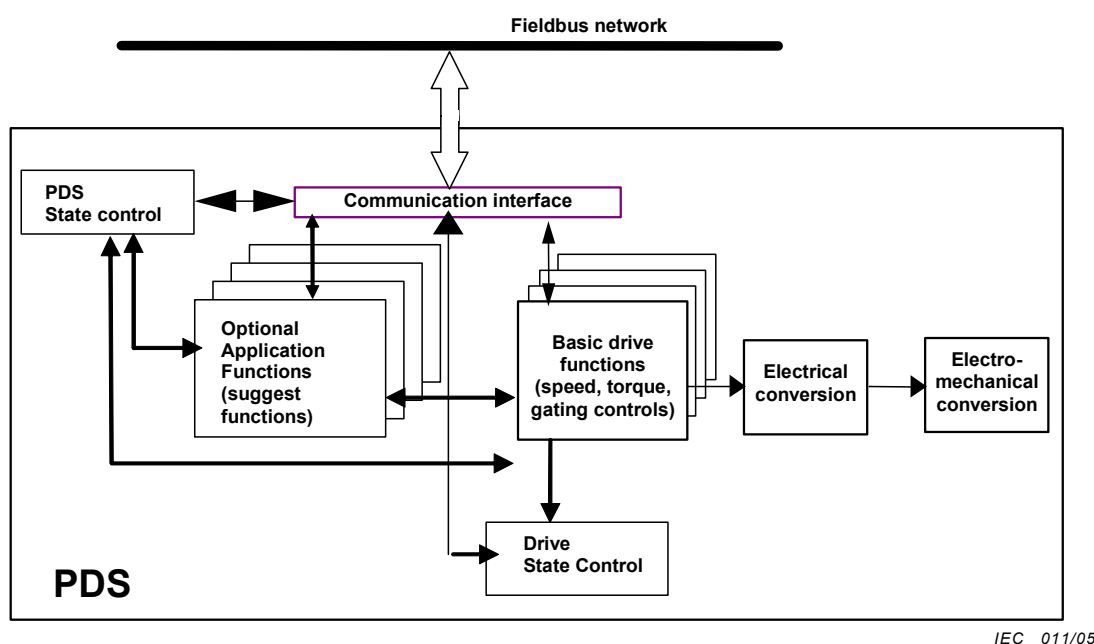 Fieldbus network
PDS
State control
Communication interface
Optional
Application
Functions
(suggest
functions)
Basic drive
functions
(speed, torque,
gating controls)
Electrical
conversion
Electro-
mechanical
conversion
Drive
State Control
PDS
IEC 011/05